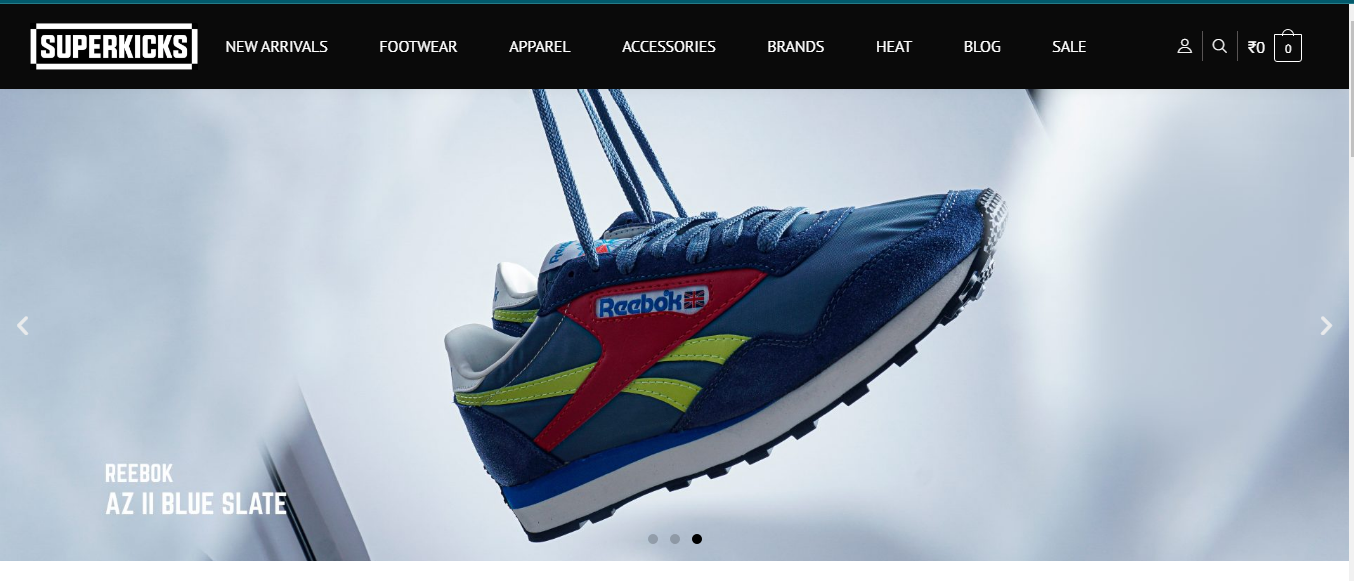 SUPERKICKS
NEW ARRIVALS
FOOTWEAR
APPAREL
ACCESSORIES
BRANDS
HEAT
BLOG
SALE
₹0
0
Reebok
REEBOK
AZ II BLUE SLATE